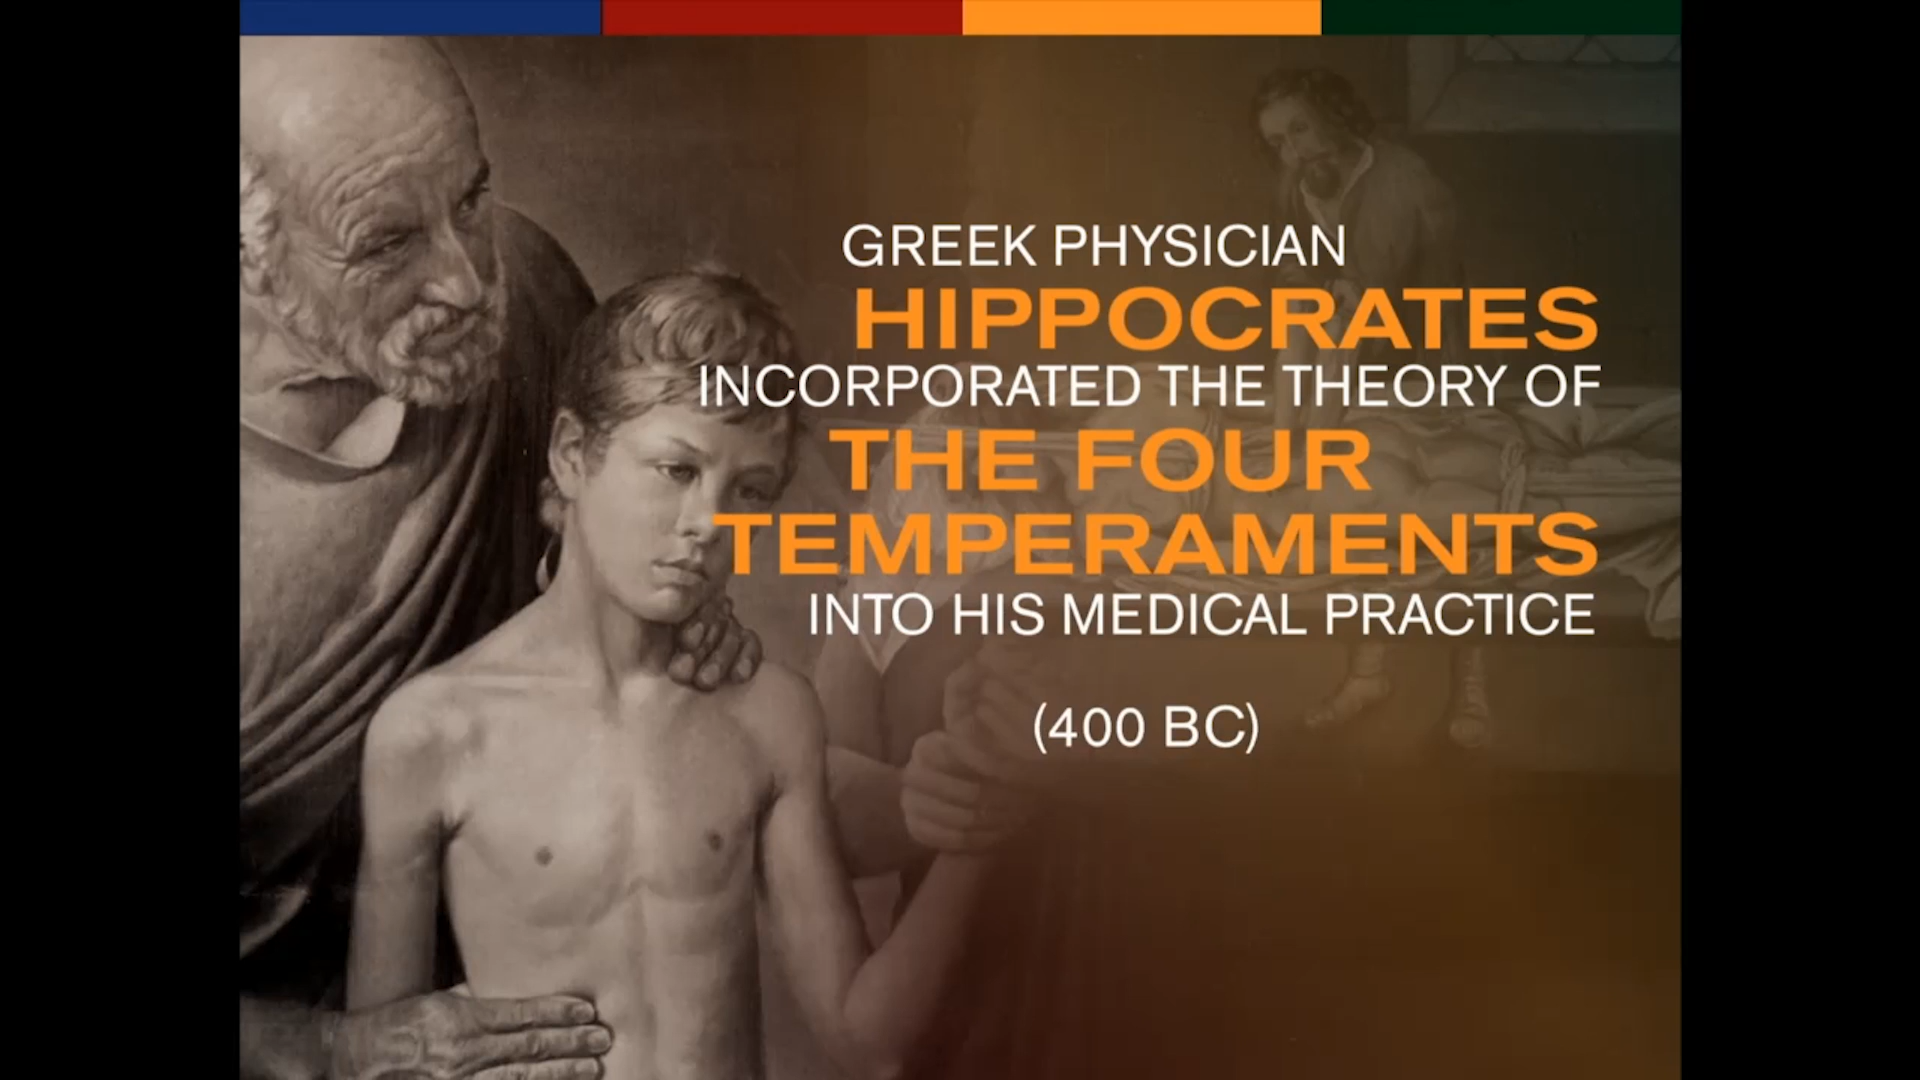 GREEK PHYSICIAN
HIPPOCRATES
INCORPORATED THE THEORY OF
THE FOUR
TEMPERAMENTS
INTO HIS MEDICAL PRACTICE
(400 BC)